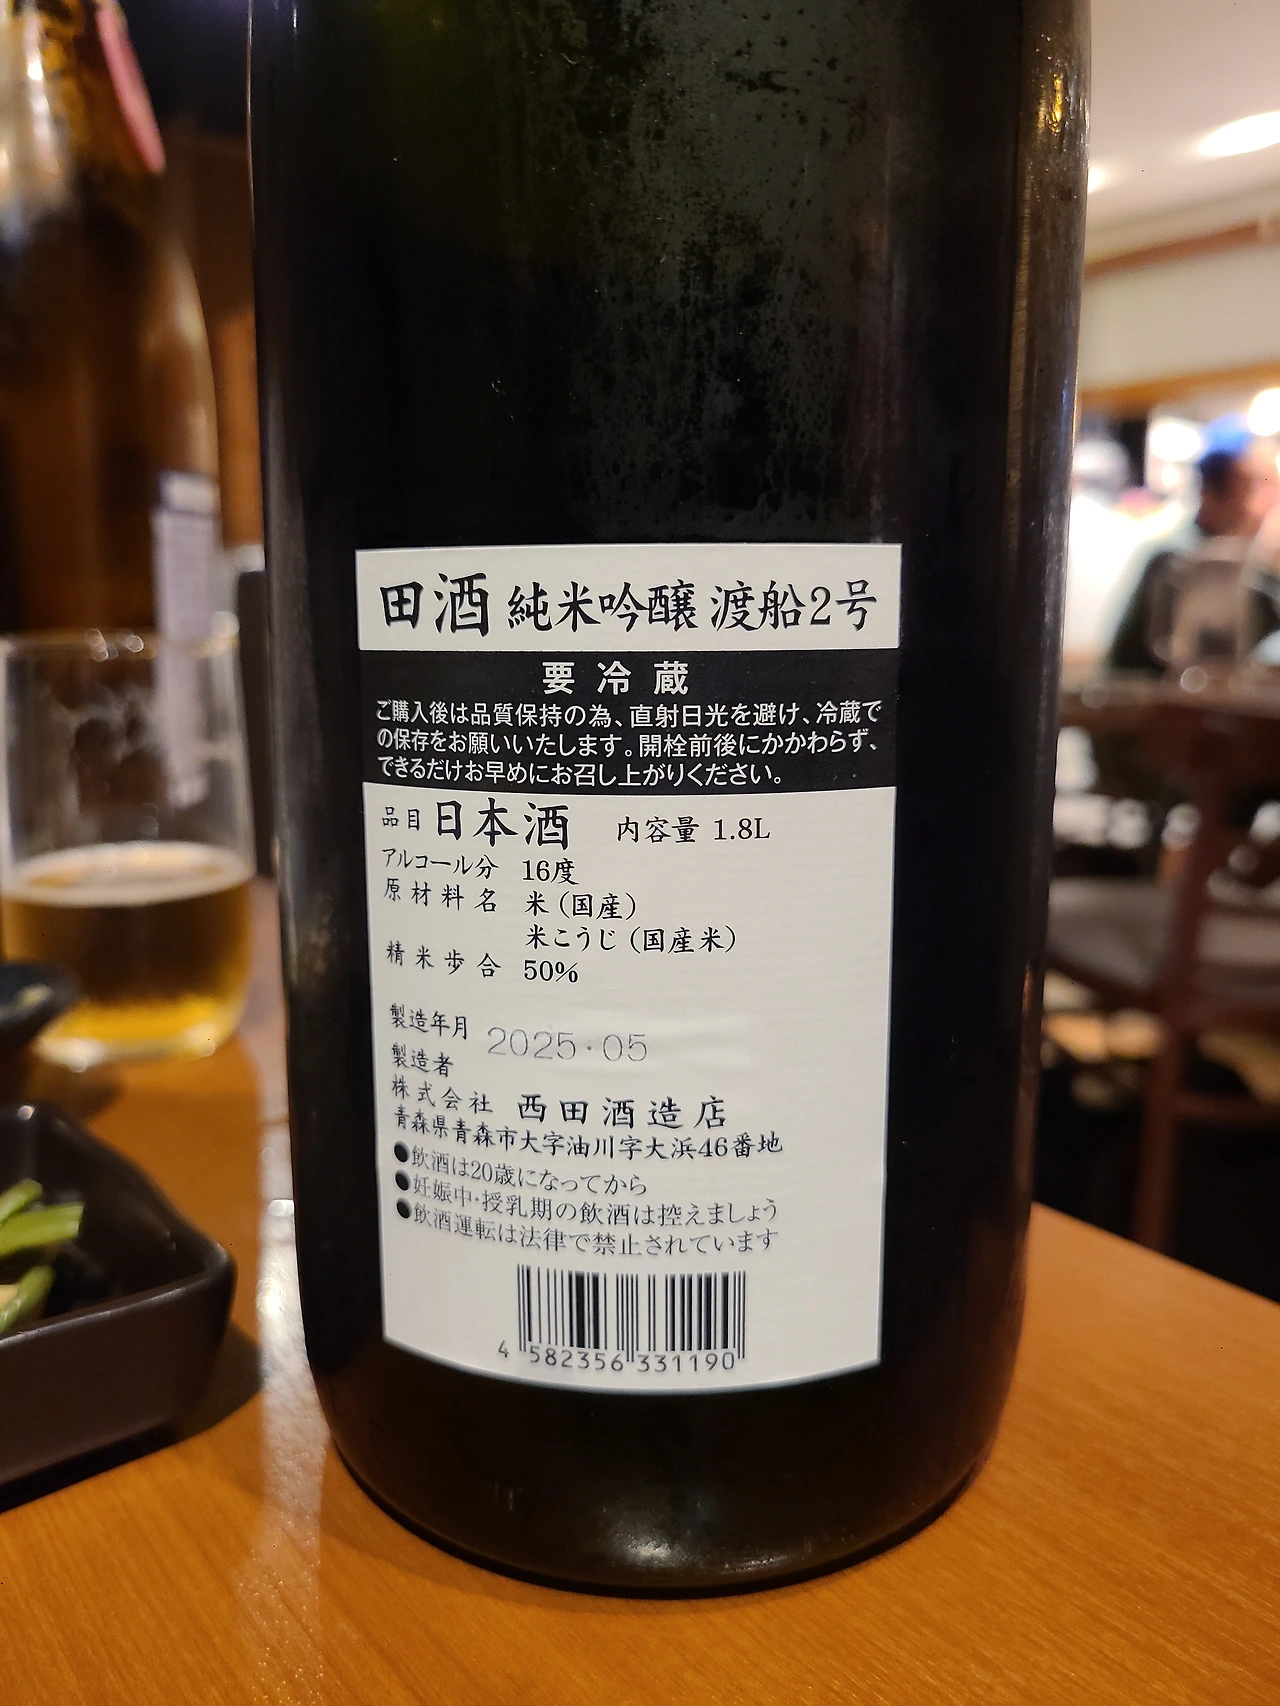 田酒 純米吟醸 渡船2号
要冷蔵
ご購入後は品質保持の為、直射日光を避け、冷蔵で
の保存をお願いいたします。開栓前後にかかわらず、
できるだけお早めにお召し上がりください。
品目 日本酒 内容量 1.8L
アルコール分 16度
原材料名 米(国産)
米こうじ(国産米)
精米歩合 50%
製造年月 2025・05
製造者
株式会社 西田酒造店
青森県青森市大字油川字大浜46番地
●飲酒は20歳になってから
●妊娠中・授乳期の飲酒は控えましょう
●飲酒運転は法律で禁止されています
4 582356 331190